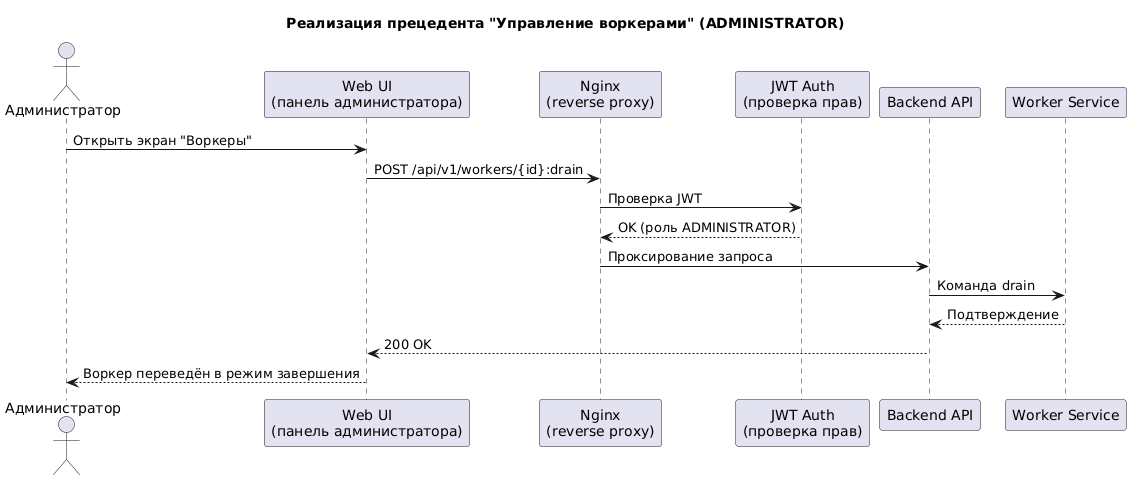 Реализация прецедента "Управление воркерами" (ADMINISTRATOR)
Администратор
Web UI
(панель администратора)
Nginx
(reverse proxy)
JWT Auth
(проверка прав)
Backend API
Worker Service
Открыть экран "Воркеры"
POST /api/v1/workers/{id}:drain
Проверка JWT
OK (роль ADMINISTRATOR)
Проксирование запроса
Команда drain
Подтверждение
200 OK
Воркер переведён в режим завершения
Администратор
Web UI
(панель администратора)
Nginx
(reverse proxy)
JWT Auth
(проверка прав)
Backend API
Worker Service